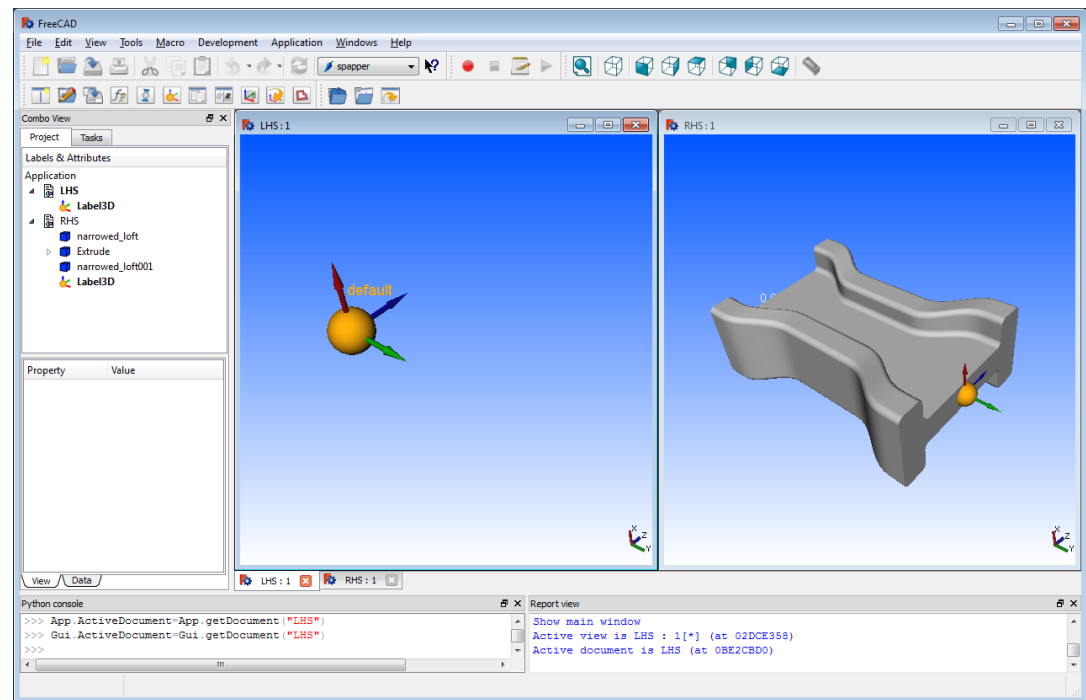 FreeCAD
File Edit View Tools Macro Development Application Windows Help
spapper
Combo View
Project Tasks
Labels & Attributes
Application
LHS
Label3D
RHS
narrowed_loft
Extrude
narrowed_loft001
Label3D
Property Value
View Data
LHS : 1
default
X
Z
Y
RHS : 1
X
Z
Y
LHS : 1 RHS : 1
Python console
>>> App.ActiveDocument=App.getDocument("LHS")
>>> Gui.ActiveDocument=Gui.getDocument("LHS")
>>>
Report view
Show main window
Active view is LHS : 1[*] (at 02DCE358)
Active document is LHS (at 0BE2CBD0)